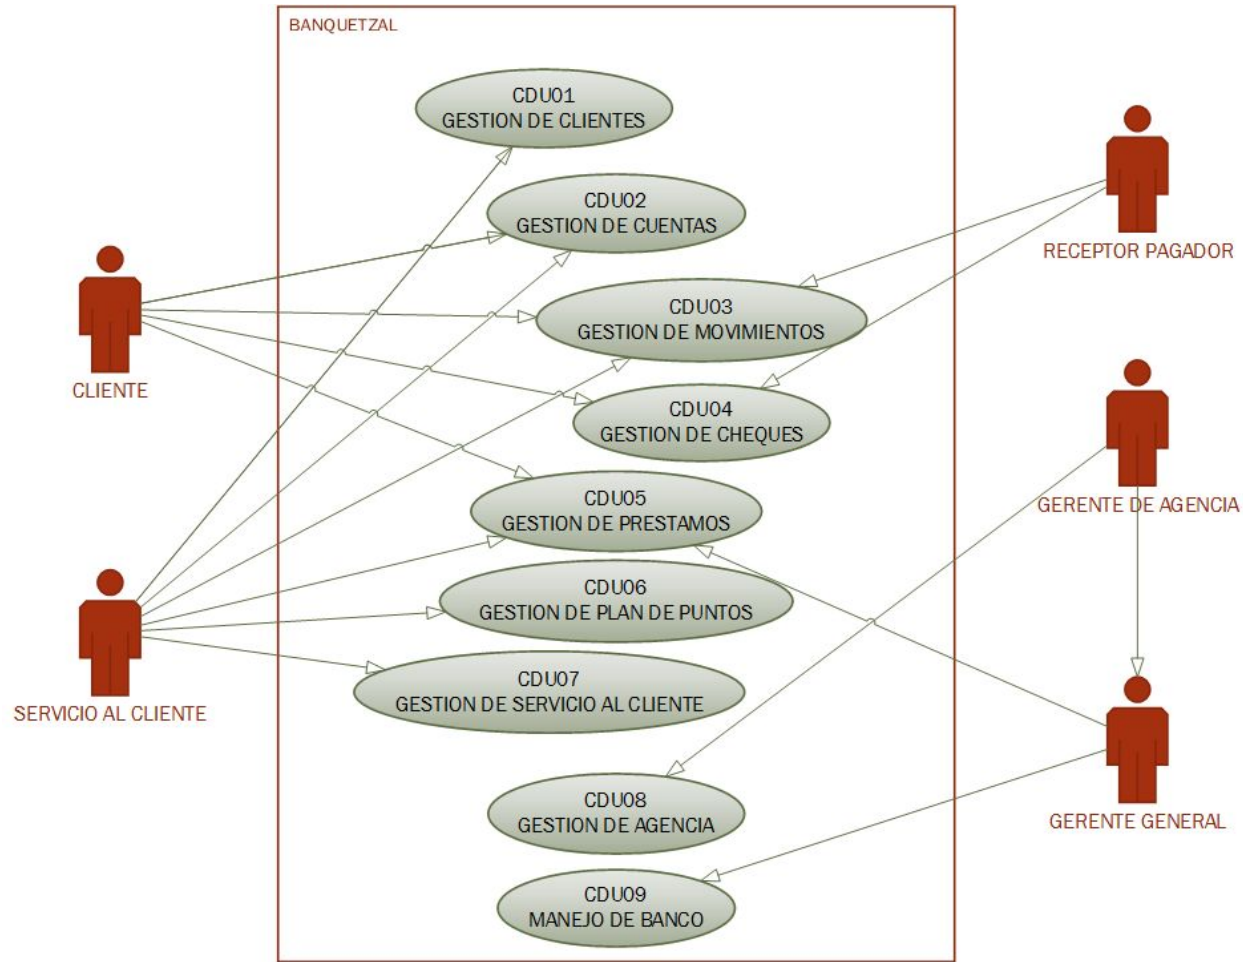 BANQUETZAL
CDU01
GESTION DE CLIENTES
CDU02
GESTION DE CUENTAS
CDU03
GESTION DE MOVIMIENTOS
CDU04
GESTION DE CHEQUES
CDU05
GESTION DE PRESTAMOS
CDU06
GESTION DE PLAN DE PUNTOS
CDU07
GESTION DE SERVICIO AL CLIENTE
CDU08
GESTION DE AGENCIA
CDU09
MANEJO DE BANCO
CLIENTE
SERVICIO AL CLIENTE
RECEPTOR PAGADOR
GERENTE DE AGENCIA
GERENTE GENERAL